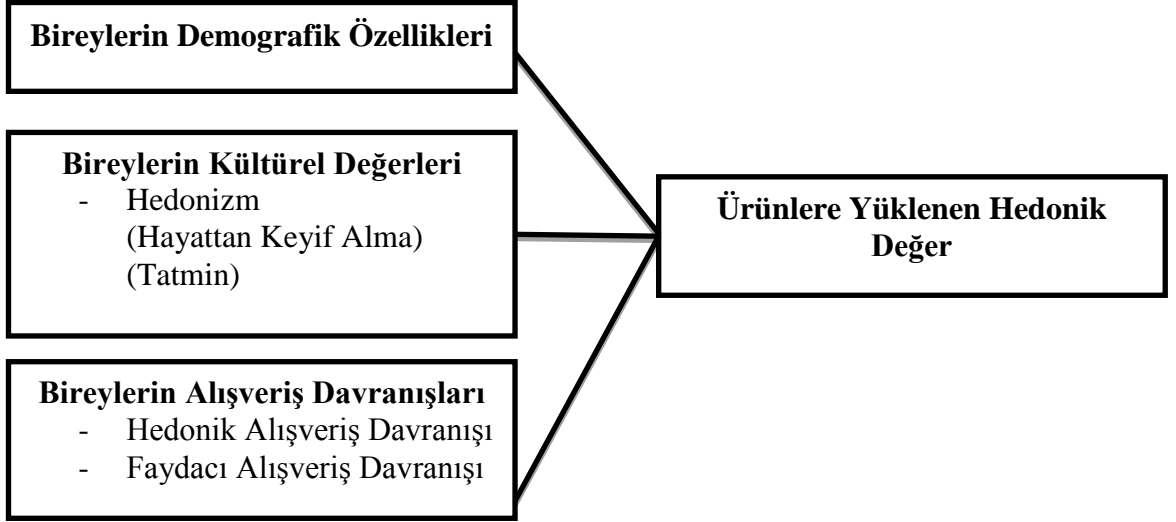 Bireylerin Demografik Özellikleri
Bireylerin Kültürel Değerleri
- Hedonizm
(Hayattan Keyif Alma)
(Tatmin)
Bireylerin Alışveriş Davranışları
- Hedonik Alışveriş Davranışı
- Faydacı Alışveriş Davranışı
Ürünlere Yüklenen Hedonik
Değer